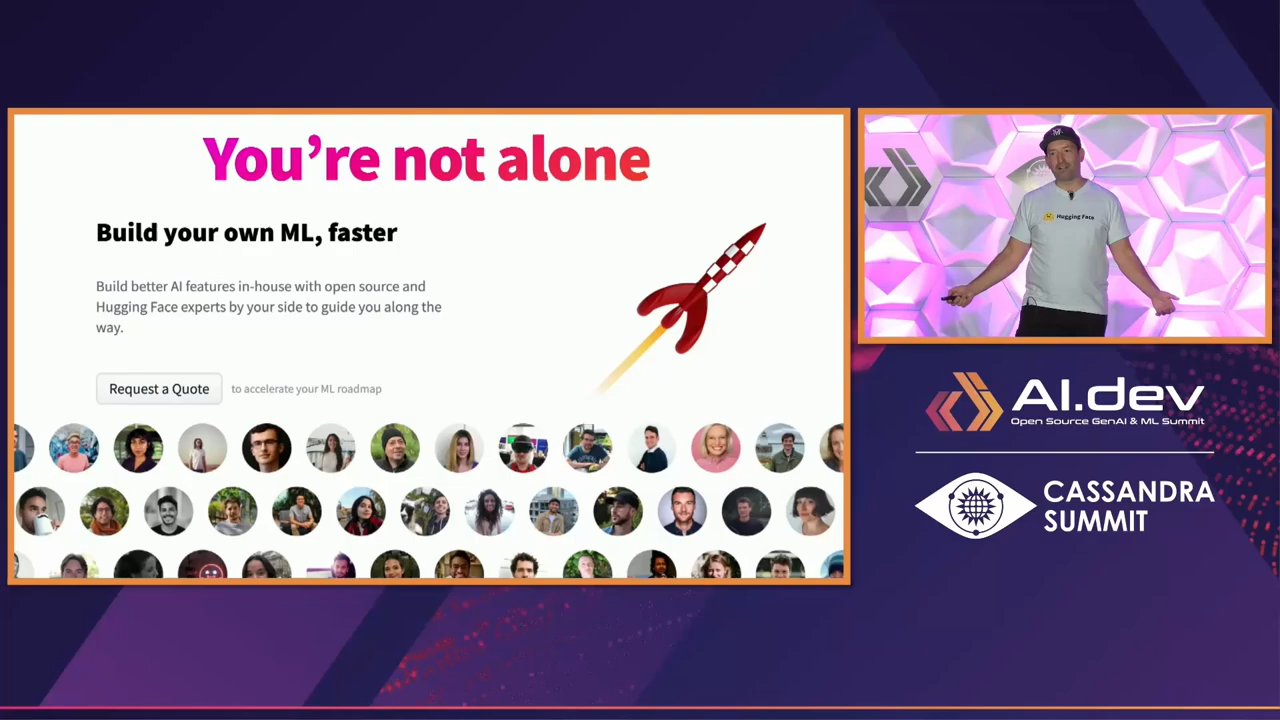 You’re not alone
Build your own ML, faster
Build better AI features in-house with open source and
Hugging Face experts by your side to guide you along the
way.
Request a Quote
to accelerate your ML roadmap
Hugging Face
AI.dev
Open Source GenAI & ML Summit
CASSANDRA
SUMMIT